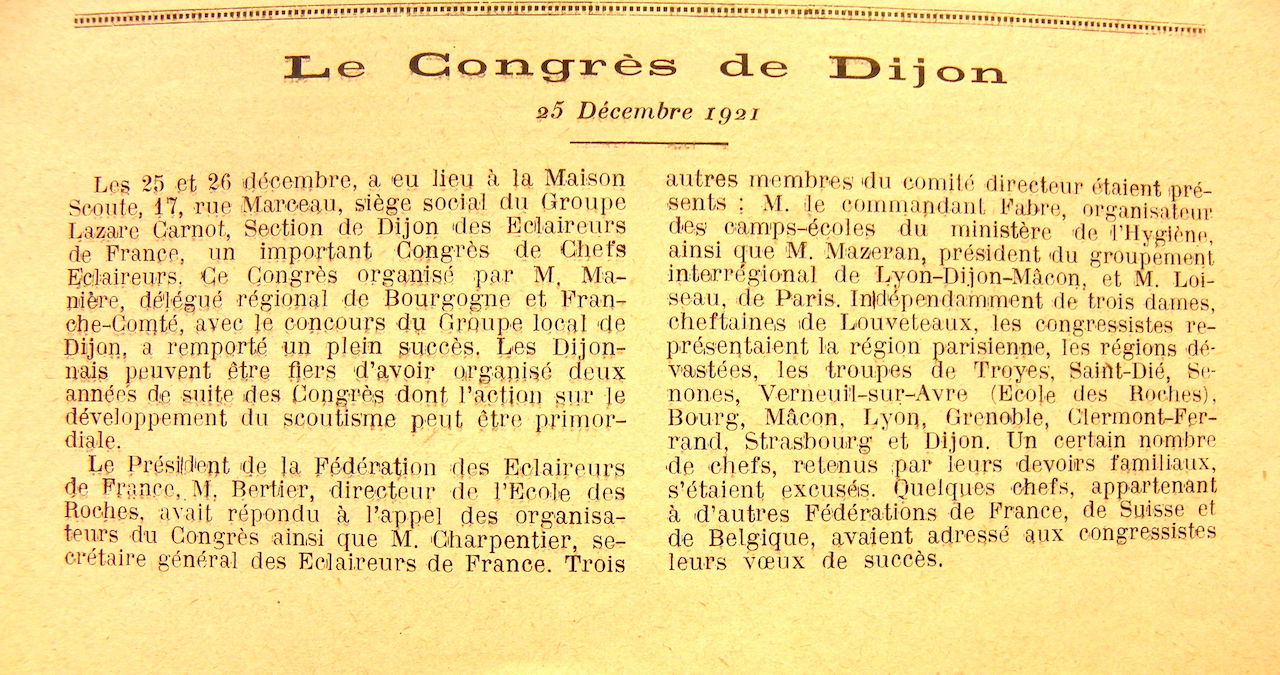 Le Congrès de Dijon
25 Décembre 1921
Les 25 et 26 décembre, a eu lieu à la Maison
Scoute, 17, rue Marceau, siège social du Groupe
Lazare Carnot, Section de Dijon des Eclaireurs
de France, un important Congrès de Chefs
Eclaireurs. Ce Congrès organisé par M. Ma-
nière, délégué régional de Bourgogne et Fran-
che-Comté, avec le concours du Groupe local de
Dijon, a remporté un plein succès. Les Dijon-
nais peuvent être fiers d'avoir organisé deux
années de suite des Congrès dont l'action sur le
développement du scoutisme peut être primor-
diale.
Le Président de la Fédération des Eclaireurs
de France, M. Bertier, directeur de l'Ecole des
Roches, avait répondu à l'appel des organisa-
teurs du Congrès ainsi que M. Charpentier, se-
crétaire général des Eclaireurs de France. Trois
autres membres du comité directeur étaient pré-
sents : M. le commandant Fabre, organisateur
des camps-écoles du ministère de l'Hygiène,
ainsi que M. Mazeran, président du groupement
interrégional de Lyon-Dijon-Mâcon, et M. Loi-
seau, de Paris. Indépendamment de trois dames,
cheftaines de Louveteaux, les congressistes re-
présentaient la région parisienne, les régions dé-
vastées, les troupes de Troyes, Saint-Dié, Se-
nones, Verneuil-sur-Avre (Ecole des Roches),
Bourg, Mâcon, Lyon, Grenoble, Clermont-Fer-
rand, Strasbourg et Dijon. Un certain nombre
de chefs, retenus par leurs devoirs familiaux,
s'étaient excusés. Quelques chefs, appartenant
à d'autres Fédérations de France, de Suisse et
de Belgique, avaient adressé aux congressistes
leurs vœux de succès.